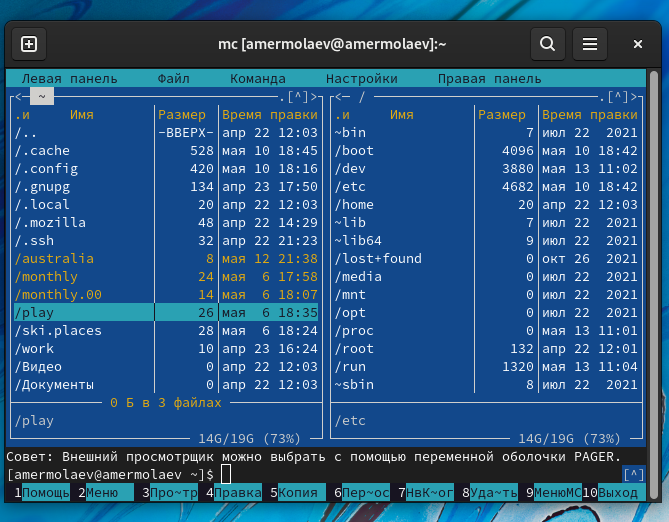 mc [amermolaev@amermolaev]:~
Левая панель Файл Команда Настройки Правая панель
<— ~ .[^]>
.и Имя Размер Время правки
/.. -ВВЕРХ- апр 22 12:03
/.cache 528 мая 10 18:45
/.config 420 мая 10 18:16
/.gnupg 134 апр 23 17:50
/.local 20 апр 22 12:03
/.mozilla 48 апр 22 14:29
/.ssh 32 апр 22 21:23
/australia 8 мая 12 21:38
/monthly 24 мая 6 17:58
/monthly.00 14 мая 6 18:07
/play 26 мая 6 18:35
/ski.places 28 мая 6 18:24
/work 10 апр 23 16:24
/Видео 0 апр 22 12:03
/Документы 0 апр 22 12:03
0 Б в 3 файлах
/play
14G/19G (73%)
<— / .[^]>
.и Имя Размер Время правки
~bin 7 июл 22 2021
/boot 4096 мая 10 18:42
/dev 3880 мая 13 11:02
/etc 4682 мая 10 18:42
/home 20 апр 22 12:03
~lib 7 июл 22 2021
~lib64 9 июл 22 2021
/lost+found 0 окт 26 2021
/media 0 июл 22 2021
/mnt 0 июл 22 2021
/opt 0 июл 22 2021
/proc 0 мая 13 11:01
/root 132 апр 22 12:01
/run 1320 мая 13 11:04
~sbin 8 июл 22 2021
/etc
14G/19G (73%)
Совет: Внешний просмотрщик можно выбрать с помощью переменной оболочки PAGER.
[amermolaev@amermolaev ~]$ [^]
1Помощь 2Меню 3Про~тр 4Правка 5Копия 6Пер~ос 7НвК~ог 8Уда~ть 9МенюMC 10Выход